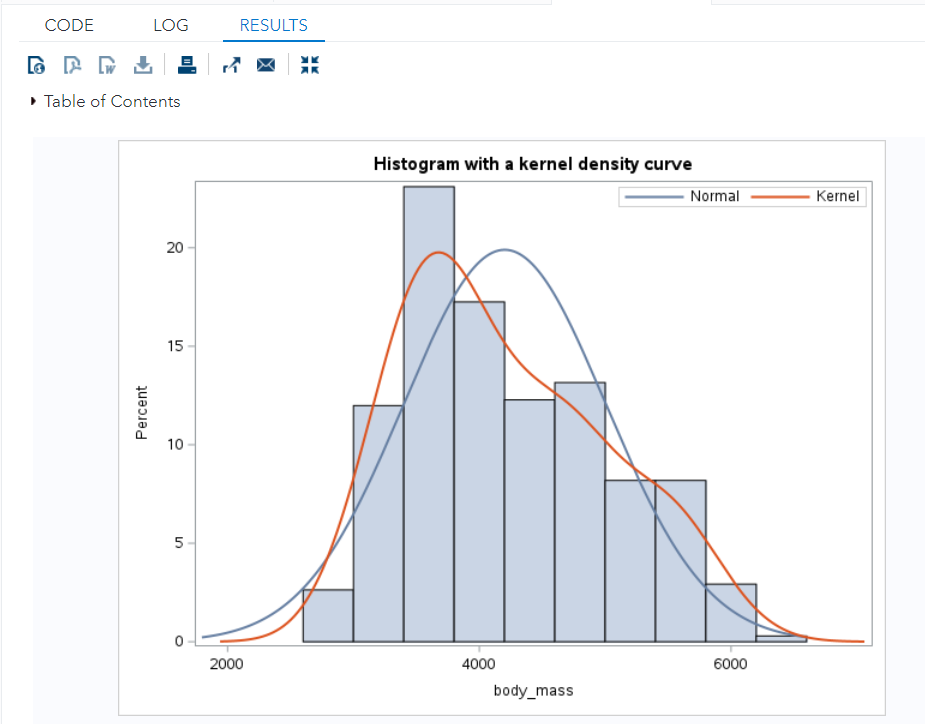 CODE LOG RESULTS
Table of Contents
Histogram with a kernel density curve
Normal Kernel
20
15
10
5
0
Percent
2000 4000 6000
body_mass